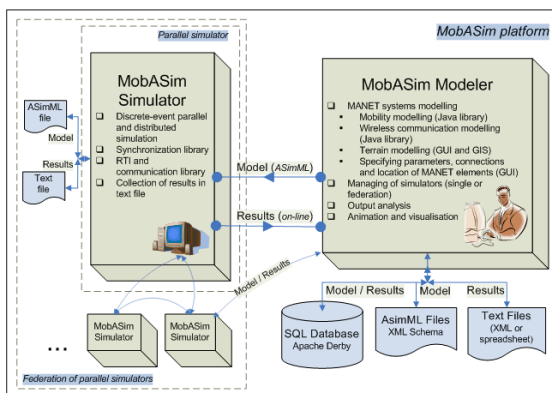 Parallel simulator
MobASim platform
MobASim
Simulator
❑ Discrete-event parallel
and distributed
simulation
❑ Synchronization library
❑ RTI and
communication library
❑ Collection of results in
text file
ASimML
file
Model
Results
Text
file
MobASim Modeler
❑ MANET systems modelling
▪ Mobility modelling (Java library)
▪ Wireless communication modelling
(Java library)
▪ Terrain modelling (GUI and GIS)
▪ Specifying parameters, connections
and location of MANET elements (GUI)
❑ Managing of simulators (single or
federation)
❑ Output analysis
❑ Animation and visualisation
Model (ASimML)
Results (on-line)
Model / Results
MobASim
Simulator
MobASim
Simulator
...
Federation of parallel simulators
Model / Results
Model
Results
SQL Database
Apache Derby
AsimML Files
XML Schema
Text Files
(XML or
spreadsheet)